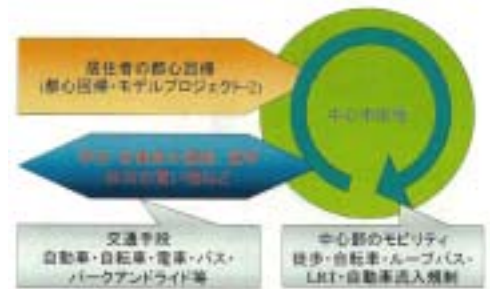 居住者の都心回帰
(都心回帰・モデルプロジェクト-2)
中心市街地
交通手段
自動車・自転車・電車・バス・
パークアンドライド等
中心部のモビリティ
徒歩・自転車・ループバス・
LRT・自動車流入規制